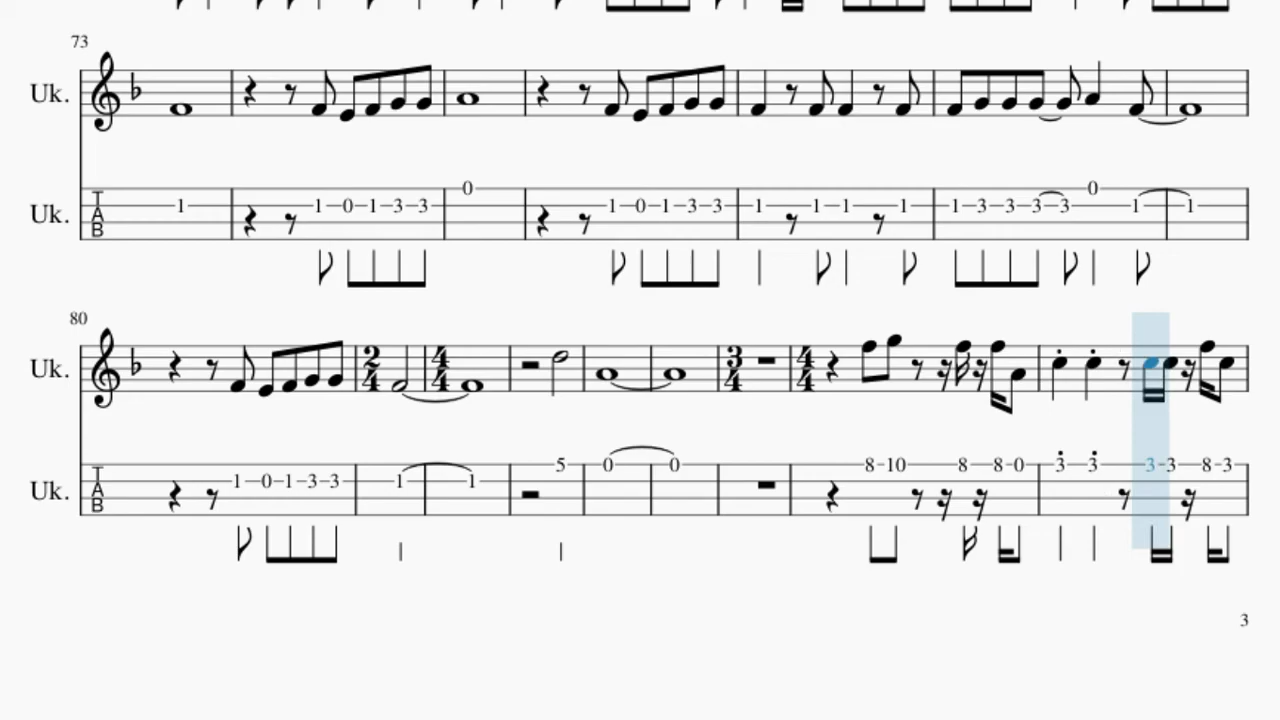 73
Uk.
Uk. TAB 1 1 0 1 3 3 0 1 0 1 3 3 1 1 1 1 1 3 3 3 3 0 1 1
80
Uk. 2 4 4 4 3 4 4 4
Uk. TAB 1 0 1 3 3 1 1 5 0 0 8 10 8 8 0 3 3 3 3 8 3
3